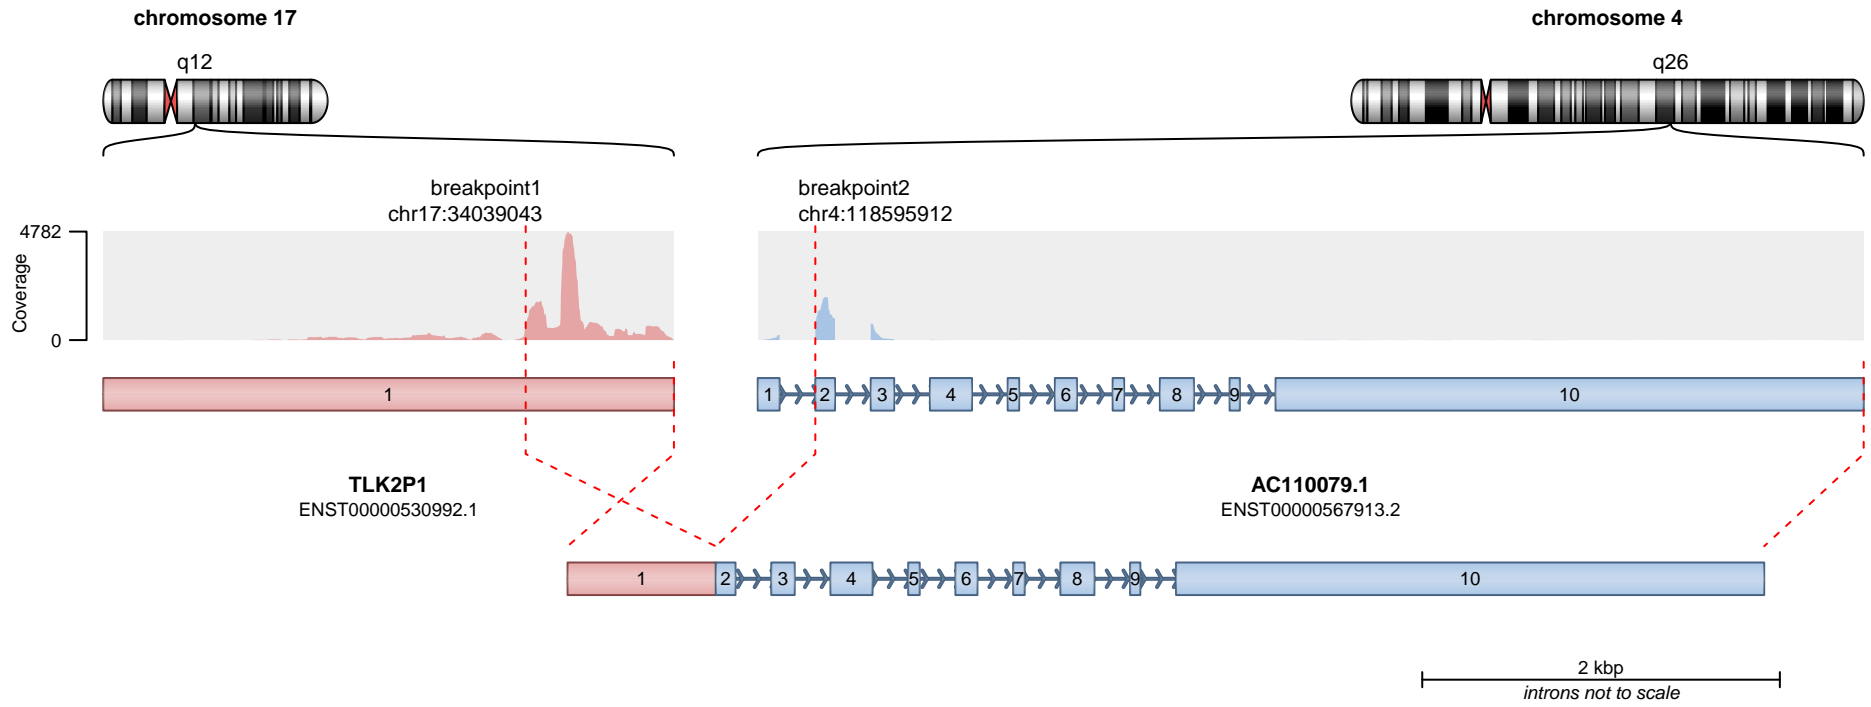 chromosome 17
chromosome 4
q12
q26
breakpoint1
chr17:34039043
breakpoint2
chr4:118595912
4782
0
Coverage
1
1 2 3 4 5 6 7 8 9 10
TLK2P1
ENST00000530992.1
AC110079.1
ENST00000567913.2
1 2 3 4 5 6 7 8 9 10
2 kbp
introns not to scale